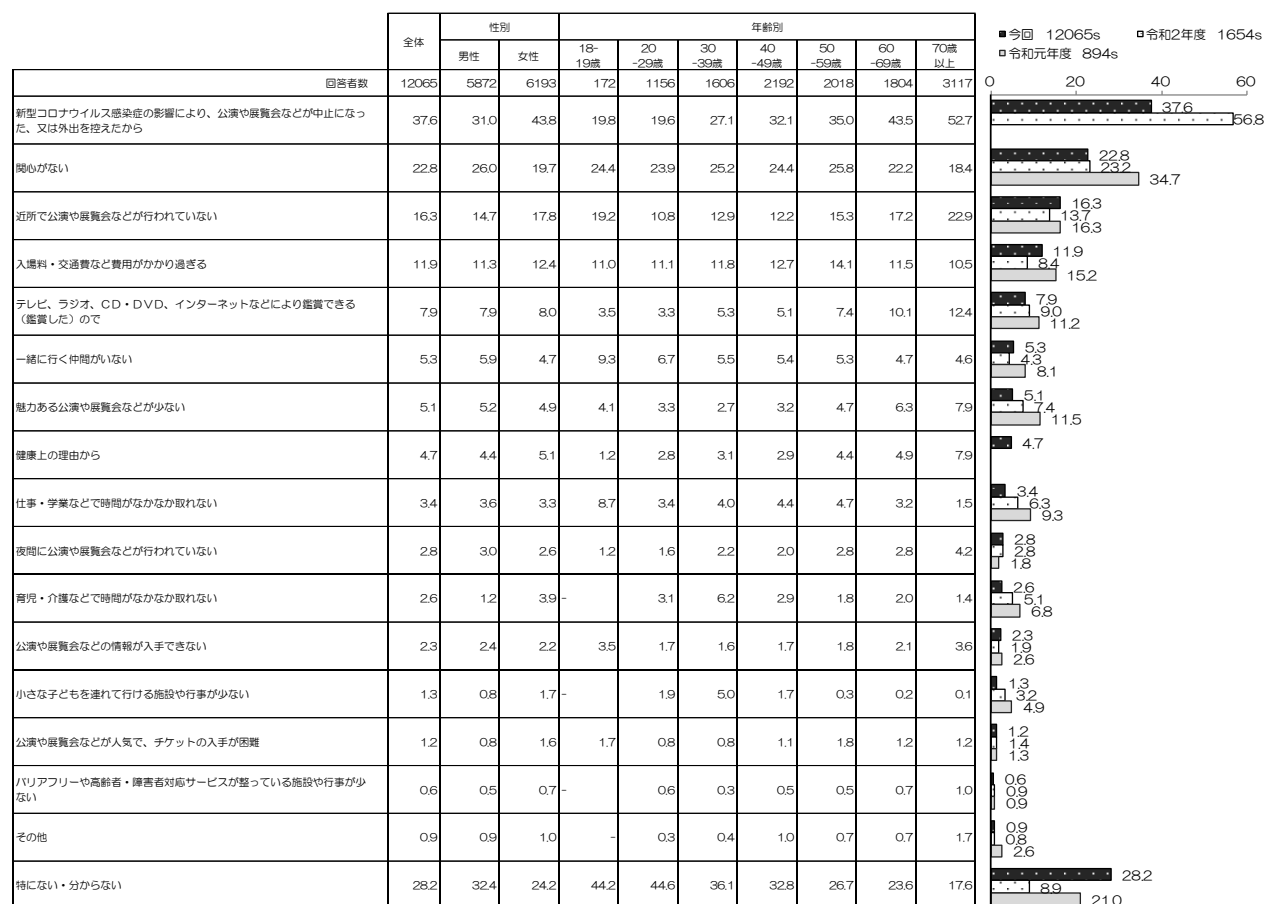 全体 性別 年齢別
男性 女性 18-19歳 20-29歳 30-39歳 40-49歳 50-59歳 60-69歳 70歳以上
■今回 12065s □令和2年度 1654s
□令和元年度 894s
0 20 40 60
回答者数 12065 5872 6193 172 1156 1606 2192 2018 1804 3117
新型コロナウイルス感染症の影響により、公演や展覧会などが中止になっ
た、又は外出を控えたから 37.6 31.0 43.8 19.8 19.6 27.1 32.1 35.0 43.5 52.7
37.6
56.8
関心がない 22.8 26.0 19.7 24.4 23.9 25.2 24.4 25.8 22.2 18.4
22.8
23.2
34.7
近所で公演や展覧会などが行われていない 16.3 14.7 17.8 19.2 10.8 12.9 12.2 15.3 17.2 22.9
16.3
13.7
16.3
入場料・交通費など費用がかかり過ぎる 11.9 11.3 12.4 11.0 11.1 11.8 12.7 14.1 11.5 10.5
11.9
8.4
15.2
テレビ、ラジオ、CD・DVD、インターネットなどにより鑑賞できる
（鑑賞した）ので 7.9 7.9 8.0 3.5 3.3 5.3 5.1 7.4 10.1 12.4
7.9
9.0
11.2
一緒に行く仲間がいない 5.3 5.9 4.7 9.3 6.7 5.5 5.4 5.3 4.7 4.6
5.3
4.3
8.1
魅力ある公演や展覧会などが少ない 5.1 5.2 4.9 4.1 3.3 2.7 3.2 4.7 6.3 7.9
5.1
7.4
11.5
健康上の理由から 4.7 4.4 5.1 1.2 2.8 3.1 2.9 4.4 4.9 7.9
4.7
仕事・学業などで時間がなかなか取れない 3.4 3.6 3.3 8.7 3.4 4.0 4.4 4.7 3.2 1.5
3.4
6.3
9.3
夜間に公演や展覧会などが行われていない 2.8 3.0 2.6 1.2 1.6 2.2 2.0 2.8 2.8 4.2
2.8
2.8
1.8
育児・介護などで時間がなかなか取れない 2.6 1.2 3.9 - 3.1 6.2 2.9 1.8 2.0 1.4
2.6
5.1
6.8
公演や展覧会などの情報が入手できない 2.3 2.4 2.2 3.5 1.7 1.6 1.7 1.8 2.1 3.6
2.3
1.9
2.6
小さな子どもを連れて行ける施設や行事が少ない 1.3 0.8 1.7 - 1.9 5.0 1.7 0.3 0.2 0.1
1.3
3.2
4.9
公演や展覧会などが人気で、チケットの入手が困難 1.2 0.8 1.6 1.7 0.8 0.8 1.1 1.8 1.2 1.2
1.2
1.4
1.3
バリアフリーや高齢者・障害者対応サービスが整っている施設や行事が少
ない 0.6 0.5 0.7 - 0.6 0.3 0.5 0.5 0.7 1.0
0.6
0.9
0.9
その他 0.9 0.9 1.0 - 0.3 0.4 1.0 0.7 0.7 1.7
0.9
0.8
2.6
特にない・分からない 28.2 32.4 24.2 44.2 44.6 36.1 32.8 26.7 23.6 17.6
28.2
8.9
21.0